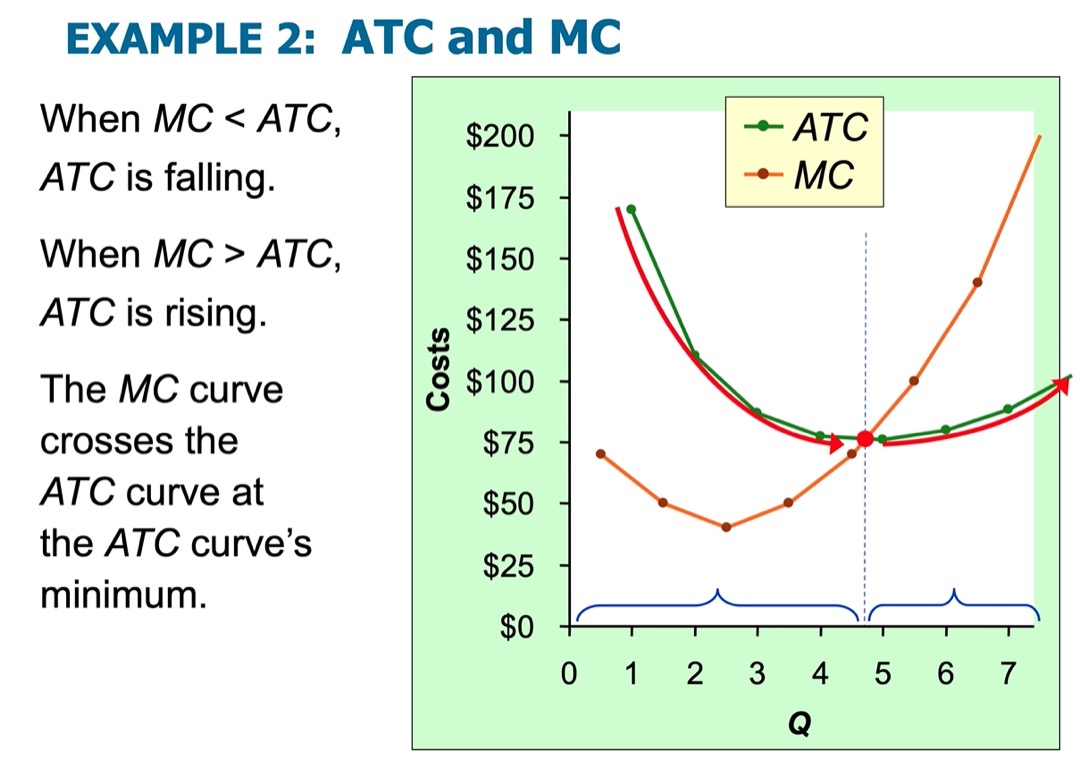 EXAMPLE 2: ATC and MC
When MC < ATC,
ATC is falling.
When MC > ATC,
ATC is rising.
The MC curve
crosses the
ATC curve at
the ATC curve’s
minimum.
ATC
MC
Costs
$200
$175
$150
$125
$100
$75
$50
$25
$0
0 1 2 3 4 5 6 7
Q